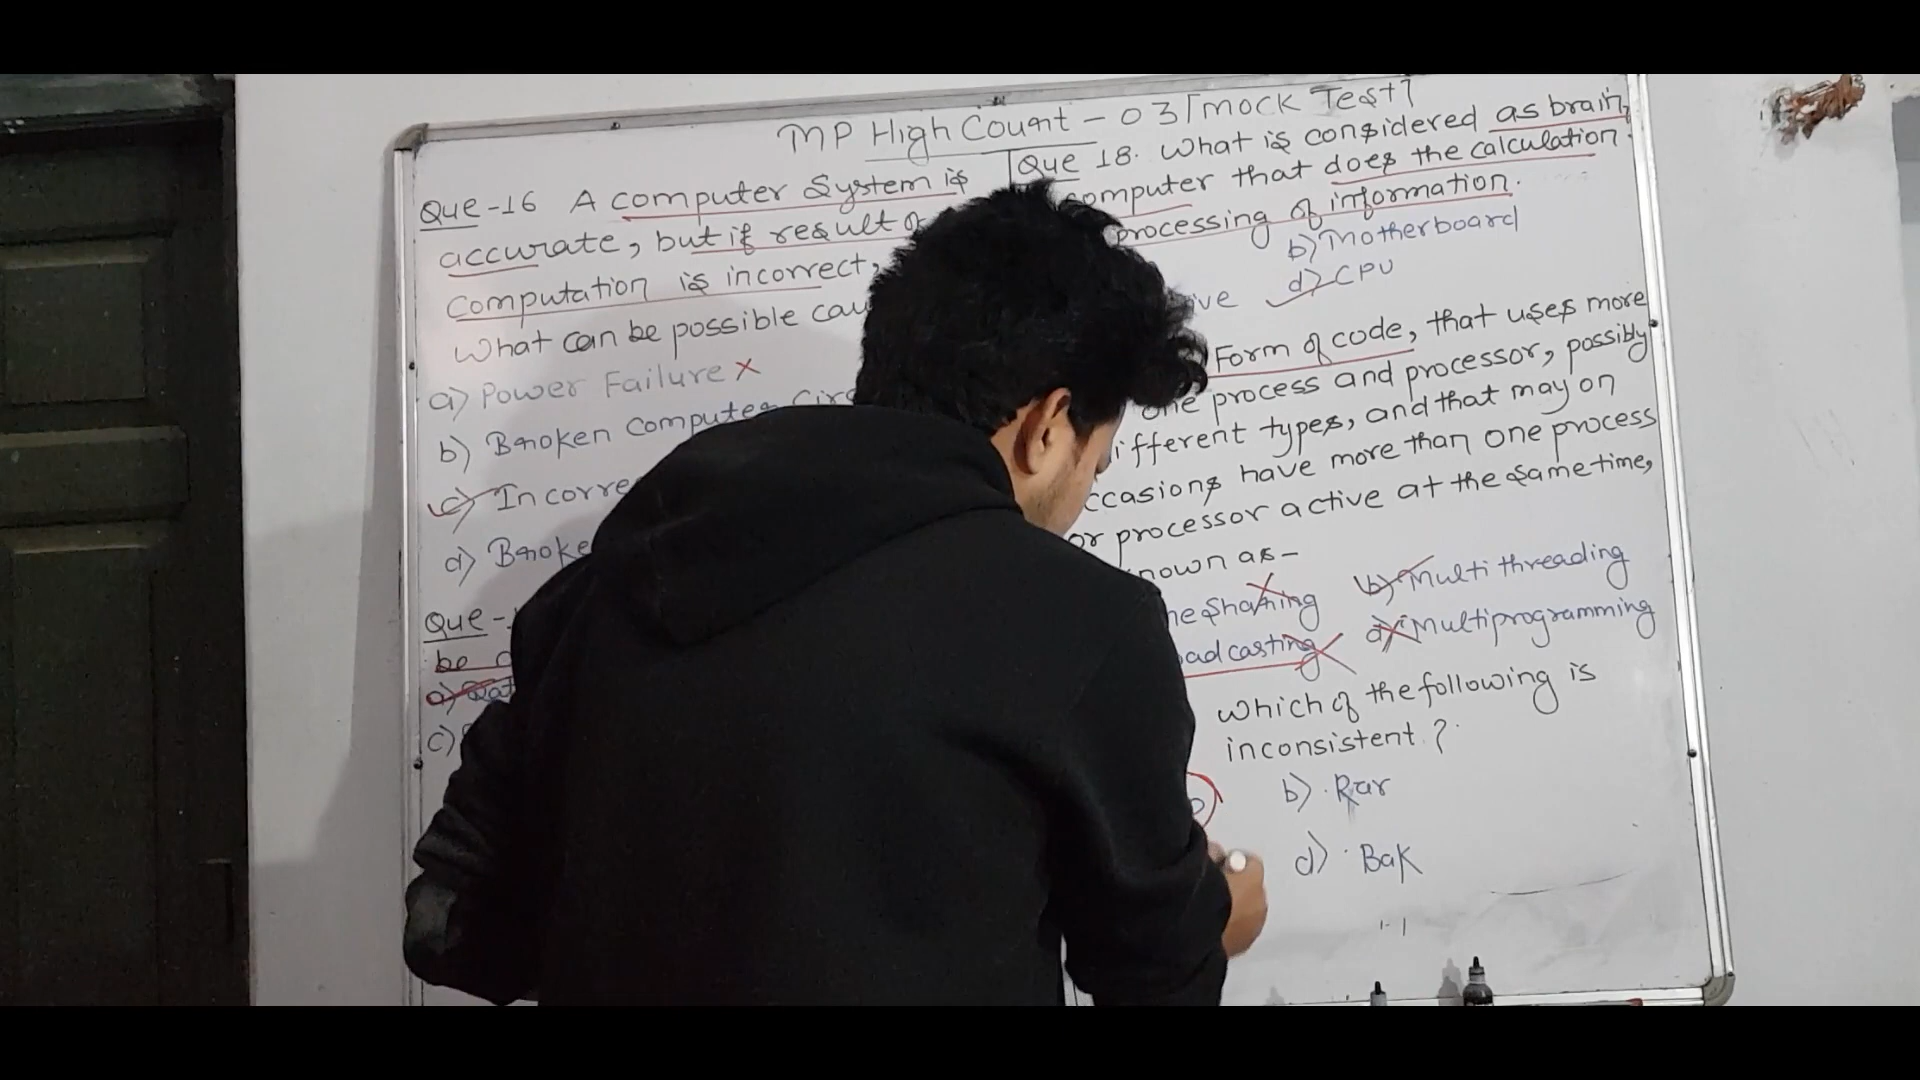 MP High Count - 03 [mock Test]
Que-16 A computer System is
accurate, but if result of
computation is incorrect,
what can be possible
a) Power Failure ×
b) Broken computer
c) Incorre
d) Broke
Que-
be
a)
c)
Que 18. What is considered as brain,
computer that does the calculation
processing of information.
b) Motherboard
ive d) CPU
Form of code, that uses more
one process and processor, possibly
ifferent types, and that may on
ccasions have more than one process
or processor active at the same time,
nown as-
me sharing b) Multi threading
oad casting d) Multiprogramming
which of the following is
inconsistent ?
b) .Rar
d) .Bak